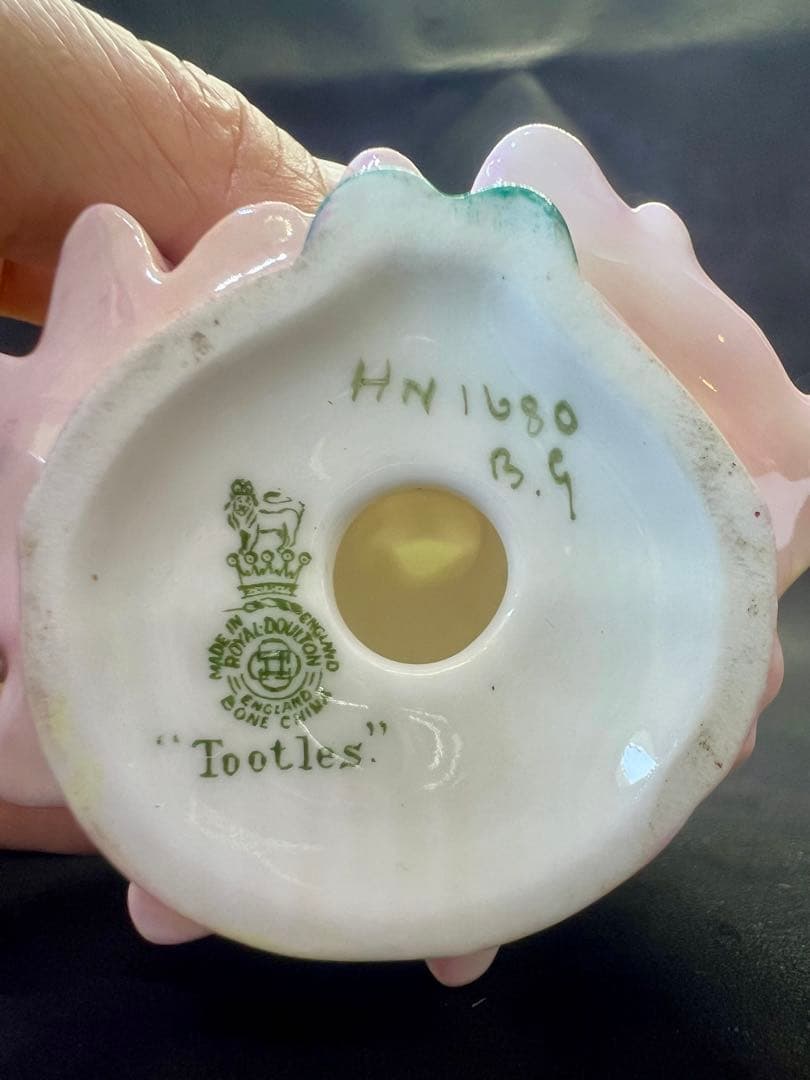 HN 1680
B.G
MADE IN ENGLAND
ROYAL·DOULTON
ENGLAND
BONE CHINA
"Tootles."